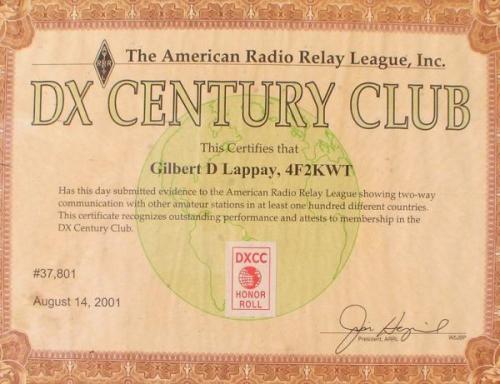 The American Radio Relay League, Inc.
DX CENTURY CLUB
This Certifies that
Gilbert D Lappay, 4F2KWT
Has this day submitted evidence to the American Radio Relay League showing two-way
communication with other amateur stations in at least one hundred different countries.
This certificate recognizes outstanding performance and attests to membership in the
DX Century Club.
DXCC
HONOR
ROLL
#37,801
August 14, 2001
President, ARRL